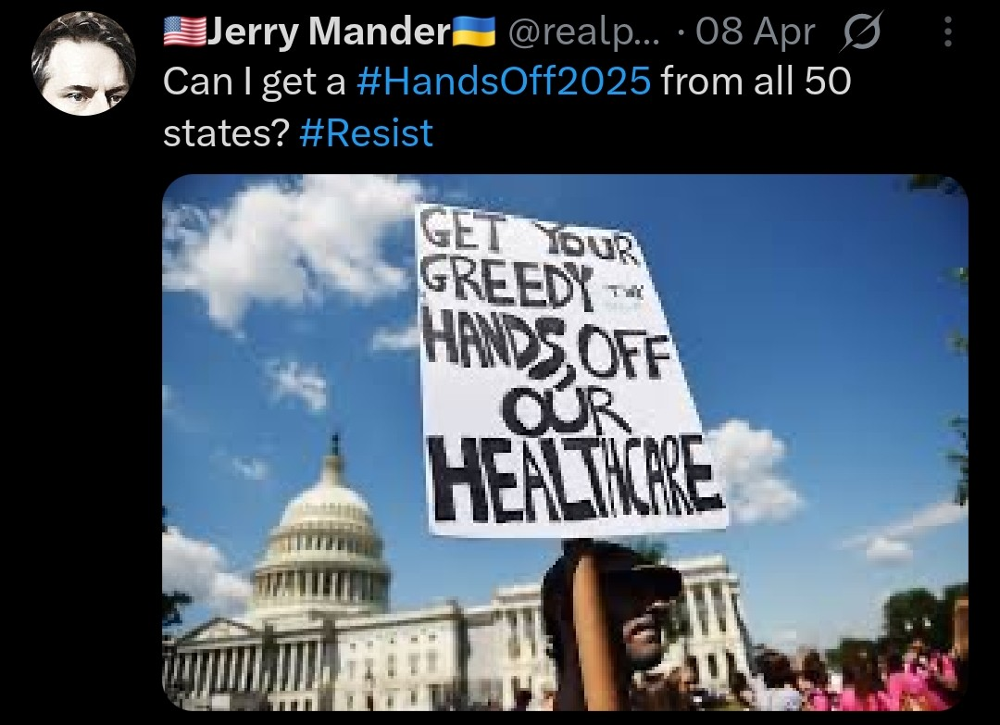 🇺🇸Jerry Mander🇺🇦 @realp... · 08 Apr
Can I get a #HandsOff2025 from all 50
states? #Resist
GET YOUR
GREEDY
HANDS OFF
OUR
HEALTHCARE